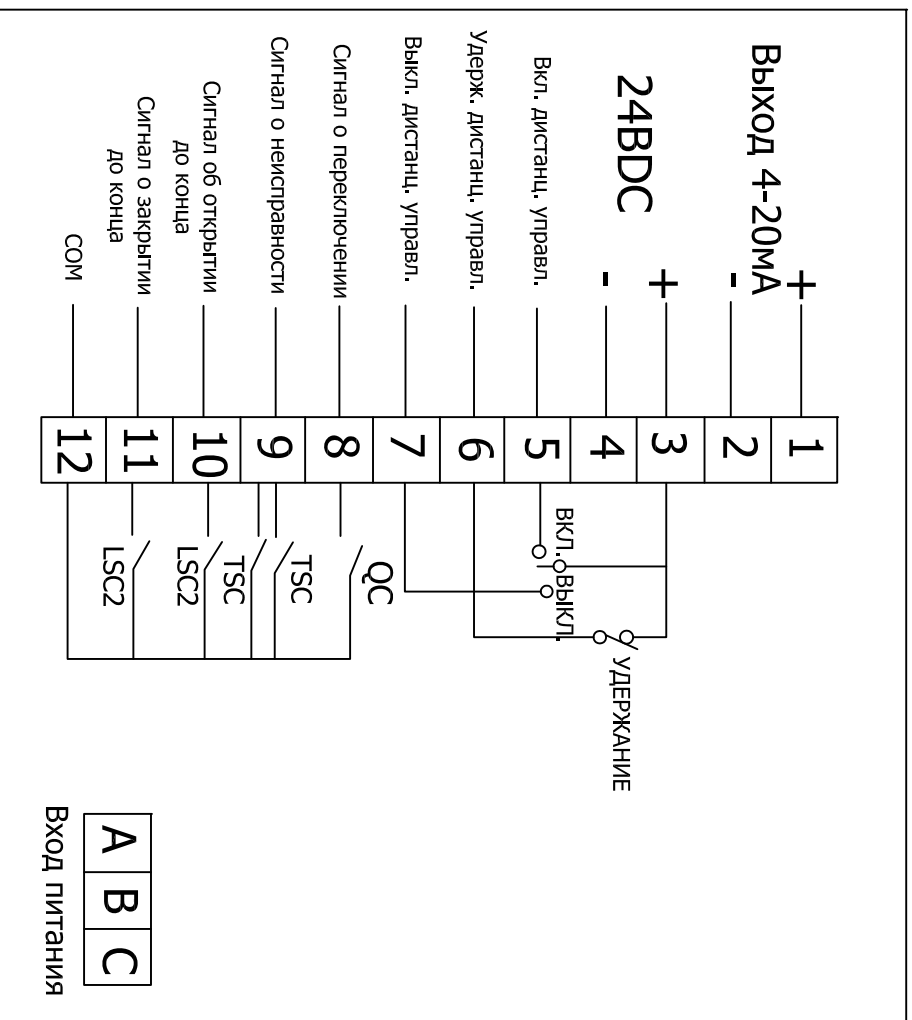 Выход 4-20мА
+
-
24ВDC
+
-
Вкл. дистанц. управл.
Удерж. дистанц. управл.
Выкл. дистанц. управл.
Сигнал о переключении
Сигнал о неисправности
Сигнал об открытии
до конца
Сигнал о закрытии
до конца
COM
1
2
3
4
5
6
7
8
9
10
11
12
ВКЛ.
ВЫКЛ.
УДЕРЖАНИЕ
QC
TSC
TSC
LSC2
LSC2
A B C
Вход питания